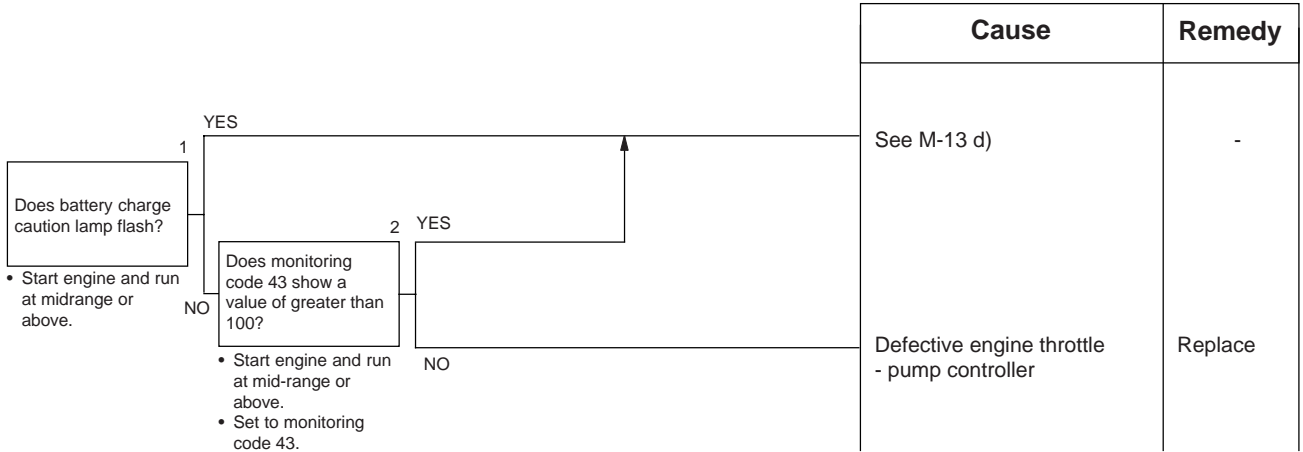 Cause
Remedy
YES
1
See M-13 d)
-
Does battery charge
caution lamp flash?
2
YES
• Start engine and run
at midrange or
above.
NO
Does monitoring
code 43 show a
value of greater than
100?
• Start engine and run
at mid-range or
above.
• Set to monitoring
code 43.
NO
Defective engine throttle
- pump controller
Replace